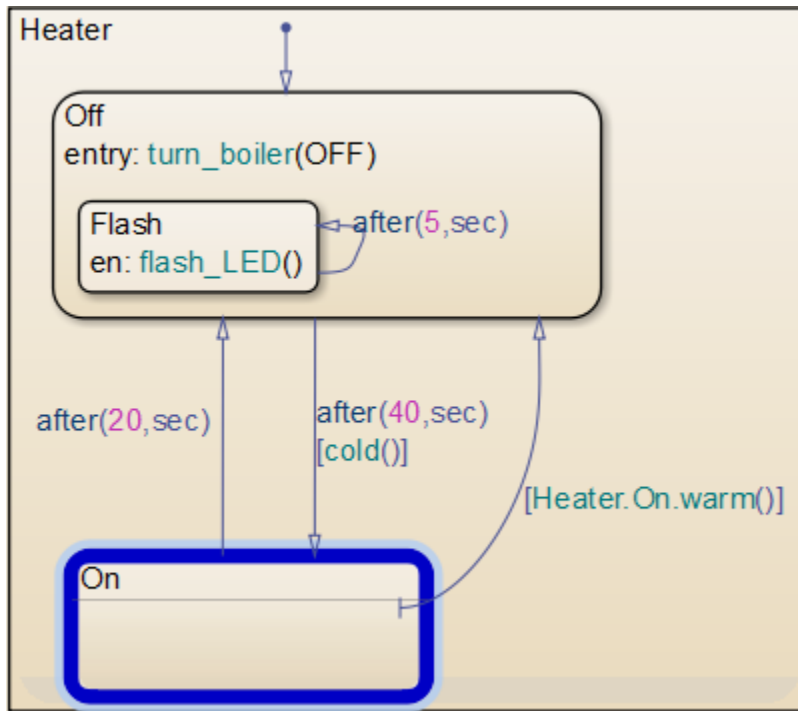 Heater
Off
entry: turn_boiler(OFF)
Flash
en: flash_LED()
after(5,sec)
after(20,sec)
after(40,sec)
[cold()]
[Heater.On.warm()]
On